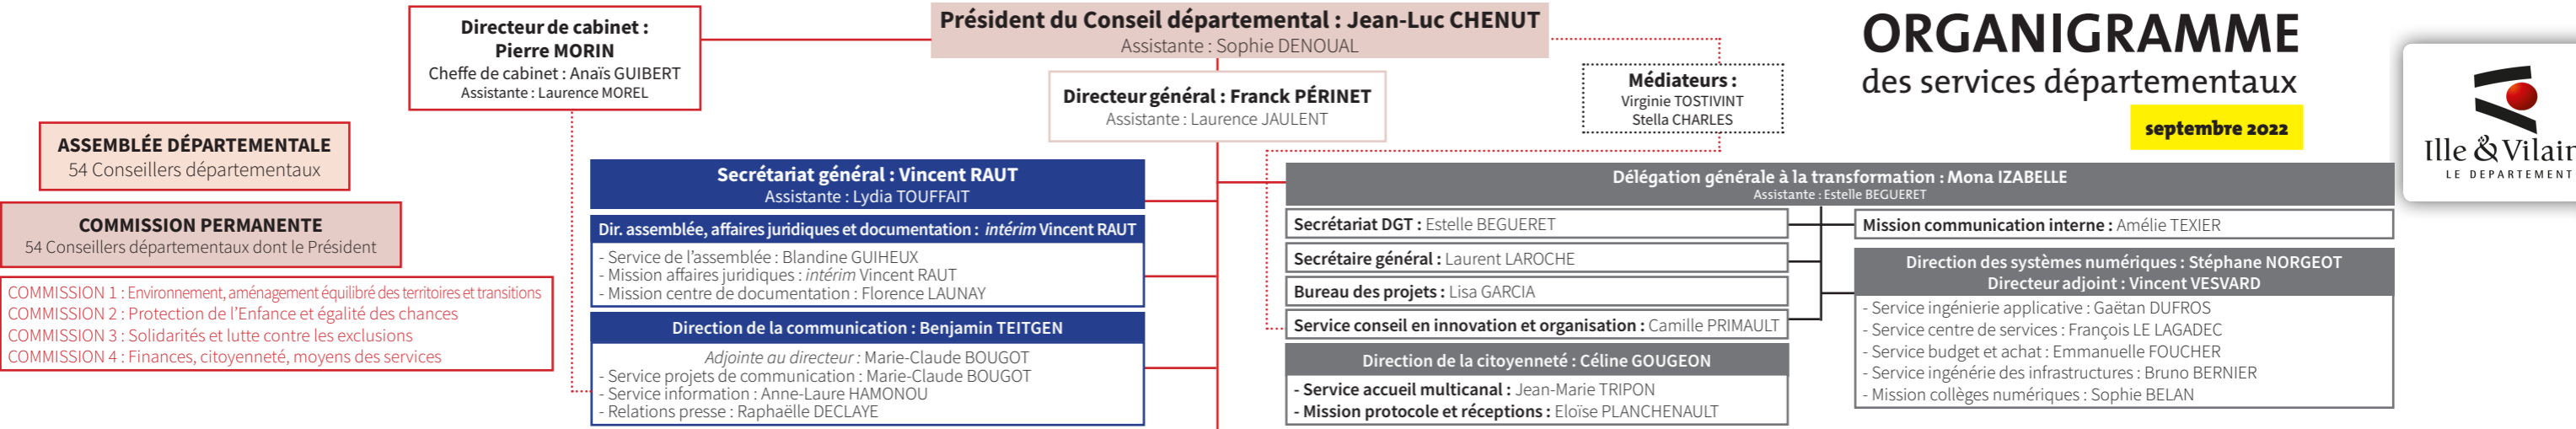 Président du Conseil départemental : Jean-Luc CHENUT
Assistante : Sophie DENOUAL
Directeur de cabinet :
Pierre MORIN
Cheffe de cabinet : Anaïs GUIBERT
Assistante : Laurence MOREL
Directeur général : Franck PÉRINET
Assistante : Laurence JAULENT
Médiateurs :
Virginie TOSTIVINT
Stella CHARLES
ORGANIGRAMME
des services départementaux
septembre 2022
Ille & Vilain
LE DEPARTEMENT
ASSEMBLÉE DÉPARTEMENTALE
54 Conseillers départementaux
COMMISSION PERMANENTE
54 Conseillers départementaux dont le Président
COMMISSION 1 : Environnement, aménagement équilibré des territoires et transitions
COMMISSION 2 : Protection de l'Enfance et égalité des chances
COMMISSION 3 : Solidarités et lutte contre les exclusions
COMMISSION 4 : Finances, citoyenneté, moyens des services
Secrétariat général : Vincent RAUT
Assistante : Lydia TOUFFAIT
Dir. assemblée, affaires juridiques et documentation : intérim Vincent RAUT
- Service de l'assemblée : Blandine GUIHEUX
- Mission affaires juridiques : intérim Vincent RAUT
- Mission centre de documentation : Florence LAUNAY
Direction de la communication : Benjamin TEITGEN
Adjointe au directeur : Marie-Claude BOUGOT
- Service projets de communication : Marie-Claude BOUGOT
- Service information : Anne-Laure HAMONOU
- Relations presse : Raphaëlle DECLAYE
Délégation générale à la transformation : Mona IZABELLE
Assistante : Estelle BEGUERET
Secrétariat DGT : Estelle BEGUERET
Secrétaire général : Laurent LAROCHE
Bureau des projets : Lisa GARCIA
Service conseil en innovation et organisation : Camille PRIMAULT
Direction de la citoyenneté : Céline GOUGEON
- Service accueil multicanal : Jean-Marie TRIPON
- Mission protocole et réceptions : Eloïse PLANCHENAULT
Mission communication interne : Amélie TEXIER
Direction des systèmes numériques : Stéphane NORGEOT
Directeur adjoint : Vincent VESVARD
- Service ingénierie applicative : Gaëtan DUFROS
- Service centre de services : François LE LAGADEC
- Service budget et achat : Emmanuelle FOUCHER
- Service ingénérie des infrastructures : Bruno BERNIER
- Mission collèges numériques : Sophie BELAN